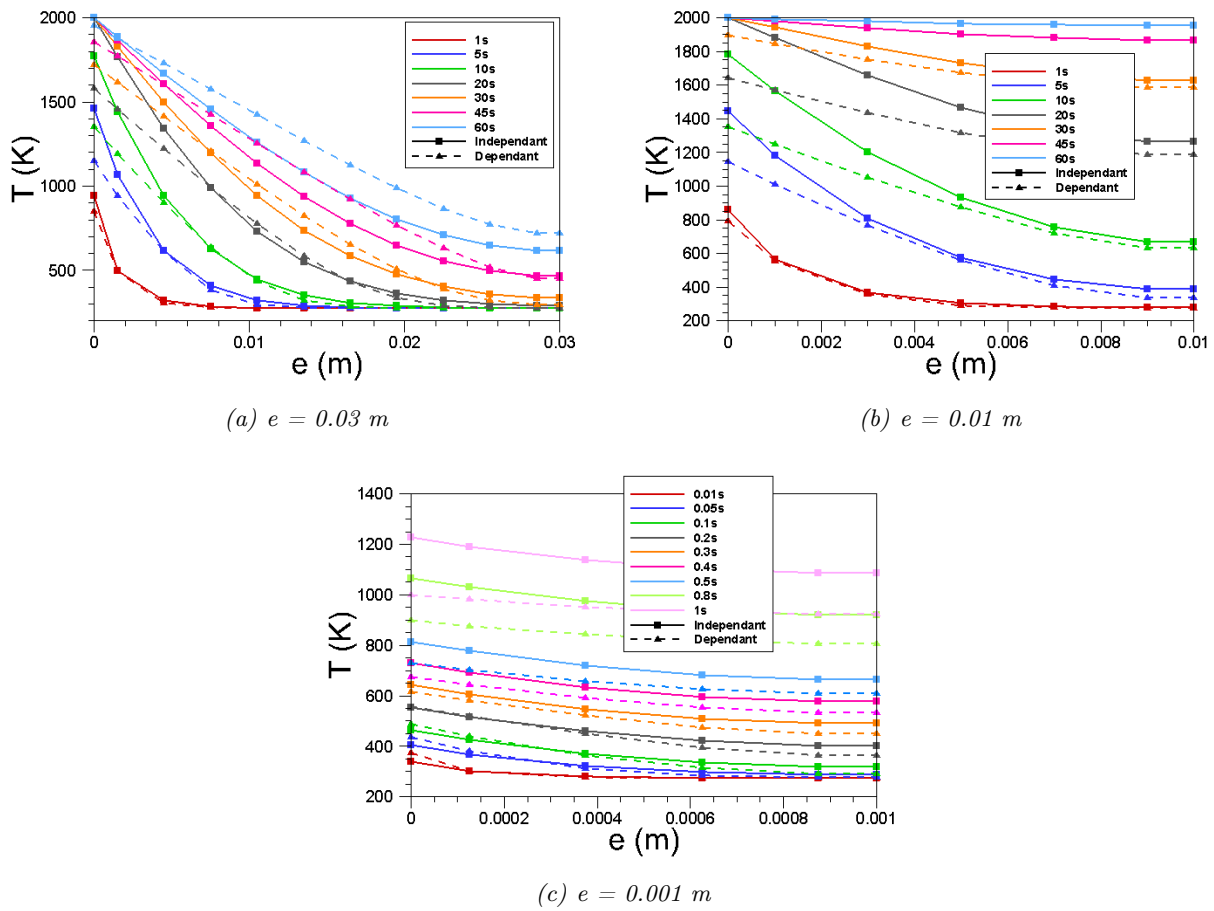 2000
1500
1000
500
T (K)
0
0.01
0.02
0.03
e (m)
1s
5s
10s
20s
30s
45s
60s
Independant
Dependant
(a) e = 0.03 m
2000
1800
1600
1400
1200
1000
800
600
400
200
T (K)
0
0.002
0.004
0.006
0.008
0.01
e (m)
1s
5s
10s
20s
30s
45s
60s
Independant
Dependant
(b) e = 0.01 m
1400
1200
1000
800
600
400
200
T (K)
0
0.0002
0.0004
0.0006
0.0008
0.001
e (m)
0.01s
0.05s
0.1s
0.2s
0.3s
0.4s
0.5s
0.8s
1s
Independant
Dependant
(c) e = 0.001 m